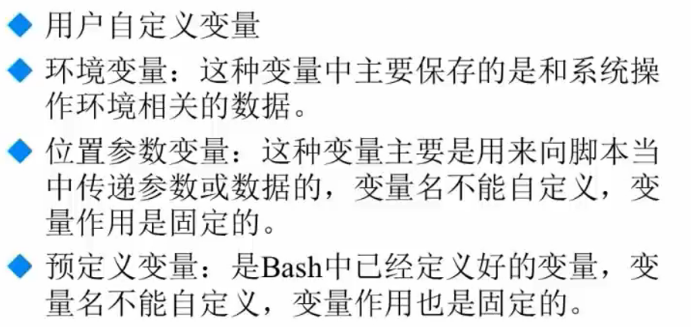 用户自定义变量
环境变量：这种变量中主要保存的是和系统操
作环境相关的数据。
位置参数变量：这种变量主要是用来向脚本当
中传递参数或数据的，变量名不能自定义，变
量作用是固定的。
预定义变量：是Bash中已经定义好的变量，变
量名不能自定义，变量作用也是固定的。